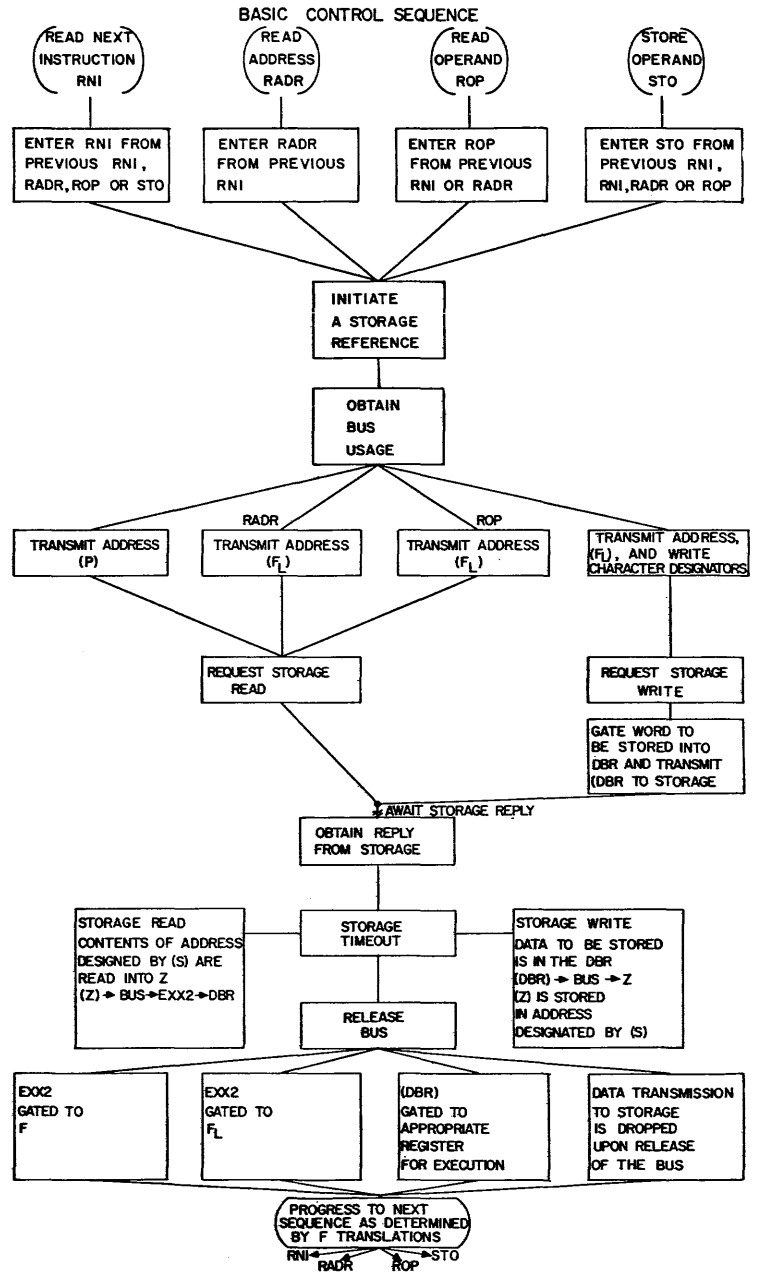 BASIC CONTROL SEQUENCE
READ NEXT
INSTRUCTION
RNI
READ
ADDRESS
RADR
READ
OPERAND
ROP
STORE
OPERAND
STO
ENTER RNI FROM
PREVIOUS RNI,
RADR, ROP OR STO
ENTER RADR
FROM PREVIOUS
RNI
ENTER ROP
FROM PREVIOUS
RNI OR RADR
ENTER STO FROM
PREVIOUS RNI,
RNI, RADR OR ROP
INITIATE
A STORAGE
REFERENCE
OBTAIN
BUS
USAGE
RADR
ROP
TRANSMIT ADDRESS
(P)
TRANSMIT ADDRESS
(FL)
TRANSMIT ADDRESS
(FL)
TRANSMIT ADDRESS,
(FL), AND WRITE
CHARACTER DESIGNATORS
REQUEST STORAGE
READ
REQUEST STORAGE
WRITE
GATE WORD TO
BE STORED INTO
DBR AND TRANSMIT
(DBR TO STORAGE
AWAIT STORAGE REPLY
OBTAIN REPLY
FROM STORAGE
STORAGE READ
CONTENTS OF ADDRESS
DESIGNED BY (S) ARE
READ INTO Z
(Z)→ BUS→EXX2→DBR
STORAGE
TIMEOUT
STORAGE WRITE
DATA TO BE STORED
IS IN THE DBR
(DBR)→ BUS →Z
(Z) IS STORED
IN ADDRESS
DESIGNATED BY (S)
RELEASE
BUS
EXX2
GATED TO
F
EXX2
GATED TO
FL
(DBR)
GATED TO
APPROPRIATE
REGISTER
FOR EXECUTION
DATA TRANSMISSION
TO STORAGE
IS DROPPED
UPON RELEASE
OF THE BUS
PROGRESS TO NEXT
SEQUENCE AS DETERMINED
BY F TRANSLATIONS
RNI
RADR
ROP
STO